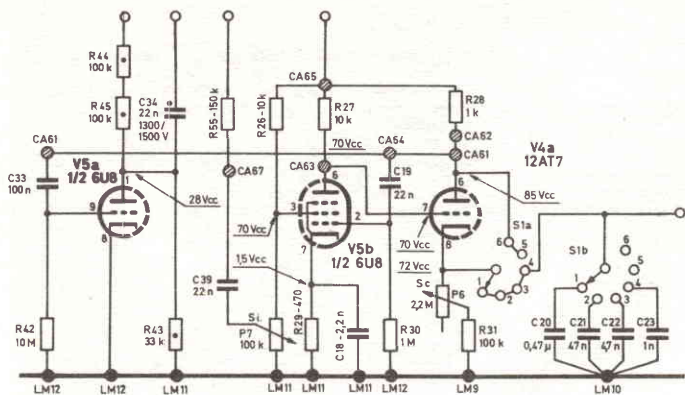 R44
100 k
R45
100 k
C34
22 n
1300/
1500 V
R55-150 k
R26-10 k
CA65
R27
10 k
R28
1 k
CA62
CA61
V4a
12AT7
CA61
V5a
1/2 6U8
C33
100 n
1
9
8
28 Vcc
CA67
70 Vcc
CA63
CA64
C19
22 n
6
3
2
7
V5b
1/2 6U8
70 Vcc
1,5 Vcc
6
7
8
70 Vcc
72 Vcc
85 Vcc
S1a
6
5
4
3
2
1
S1b
6
5
4
3
2
1
C39
22 n
Si.
P7
100 k
R29-470
C18-2,2 n
R30
1 M
Sc
P6
2,2 M
R31
100 k
R42
10 M
R43
33 k
C20
0,47 µ
C21
47 n
C22
4,7 n
C23
1 n
LM12
LM12
LM11
LM11
LM11
LM11
LM12
LM9
LM10